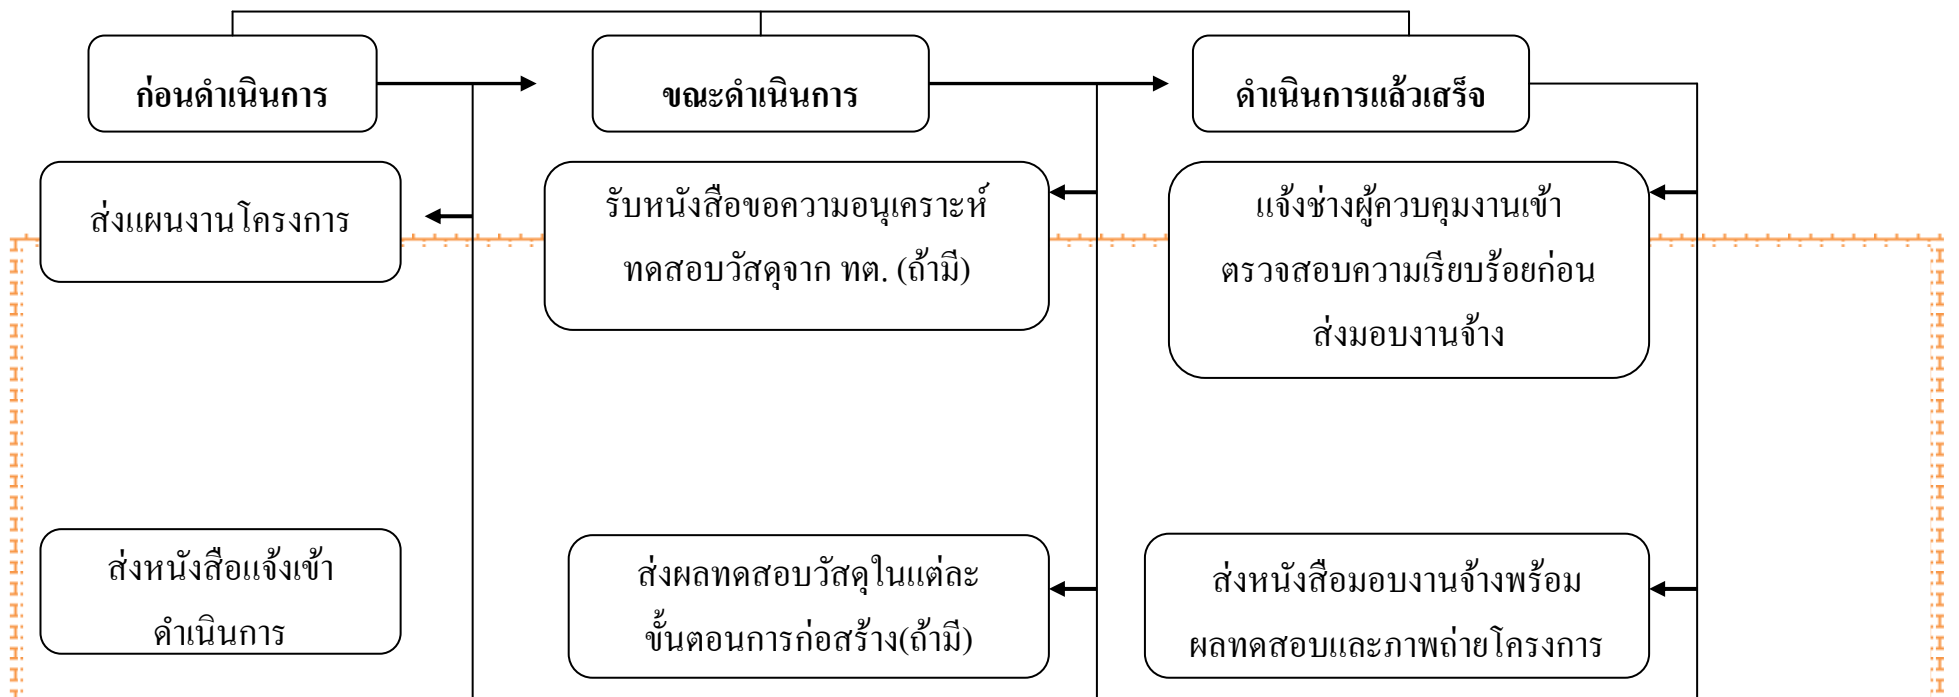 ก่อนดำเนินการ
ขณะดำเนินการ
ดำเนินการแล้วเสร็จ
ส่งแผนงานโครงการ
รับหนังสือขอความอนุเคราะห์
ทดสอบวัสดุจาก ทต. (ถ้ามี)
แจ้งช่างผู้ควบคุมงานเข้า
ตรวจสอบความเรียบร้อยก่อน
ส่งมอบงานจ้าง
ส่งหนังสือแจ้งเข้า
ดำเนินการ
ส่งผลทดสอบวัสดุในแต่ละ
ขั้นตอนการก่อสร้าง(ถ้ามี)
ส่งหนังสือมอบงานจ้างพร้อม
ผลทดสอบและภาพถ่ายโครงการ